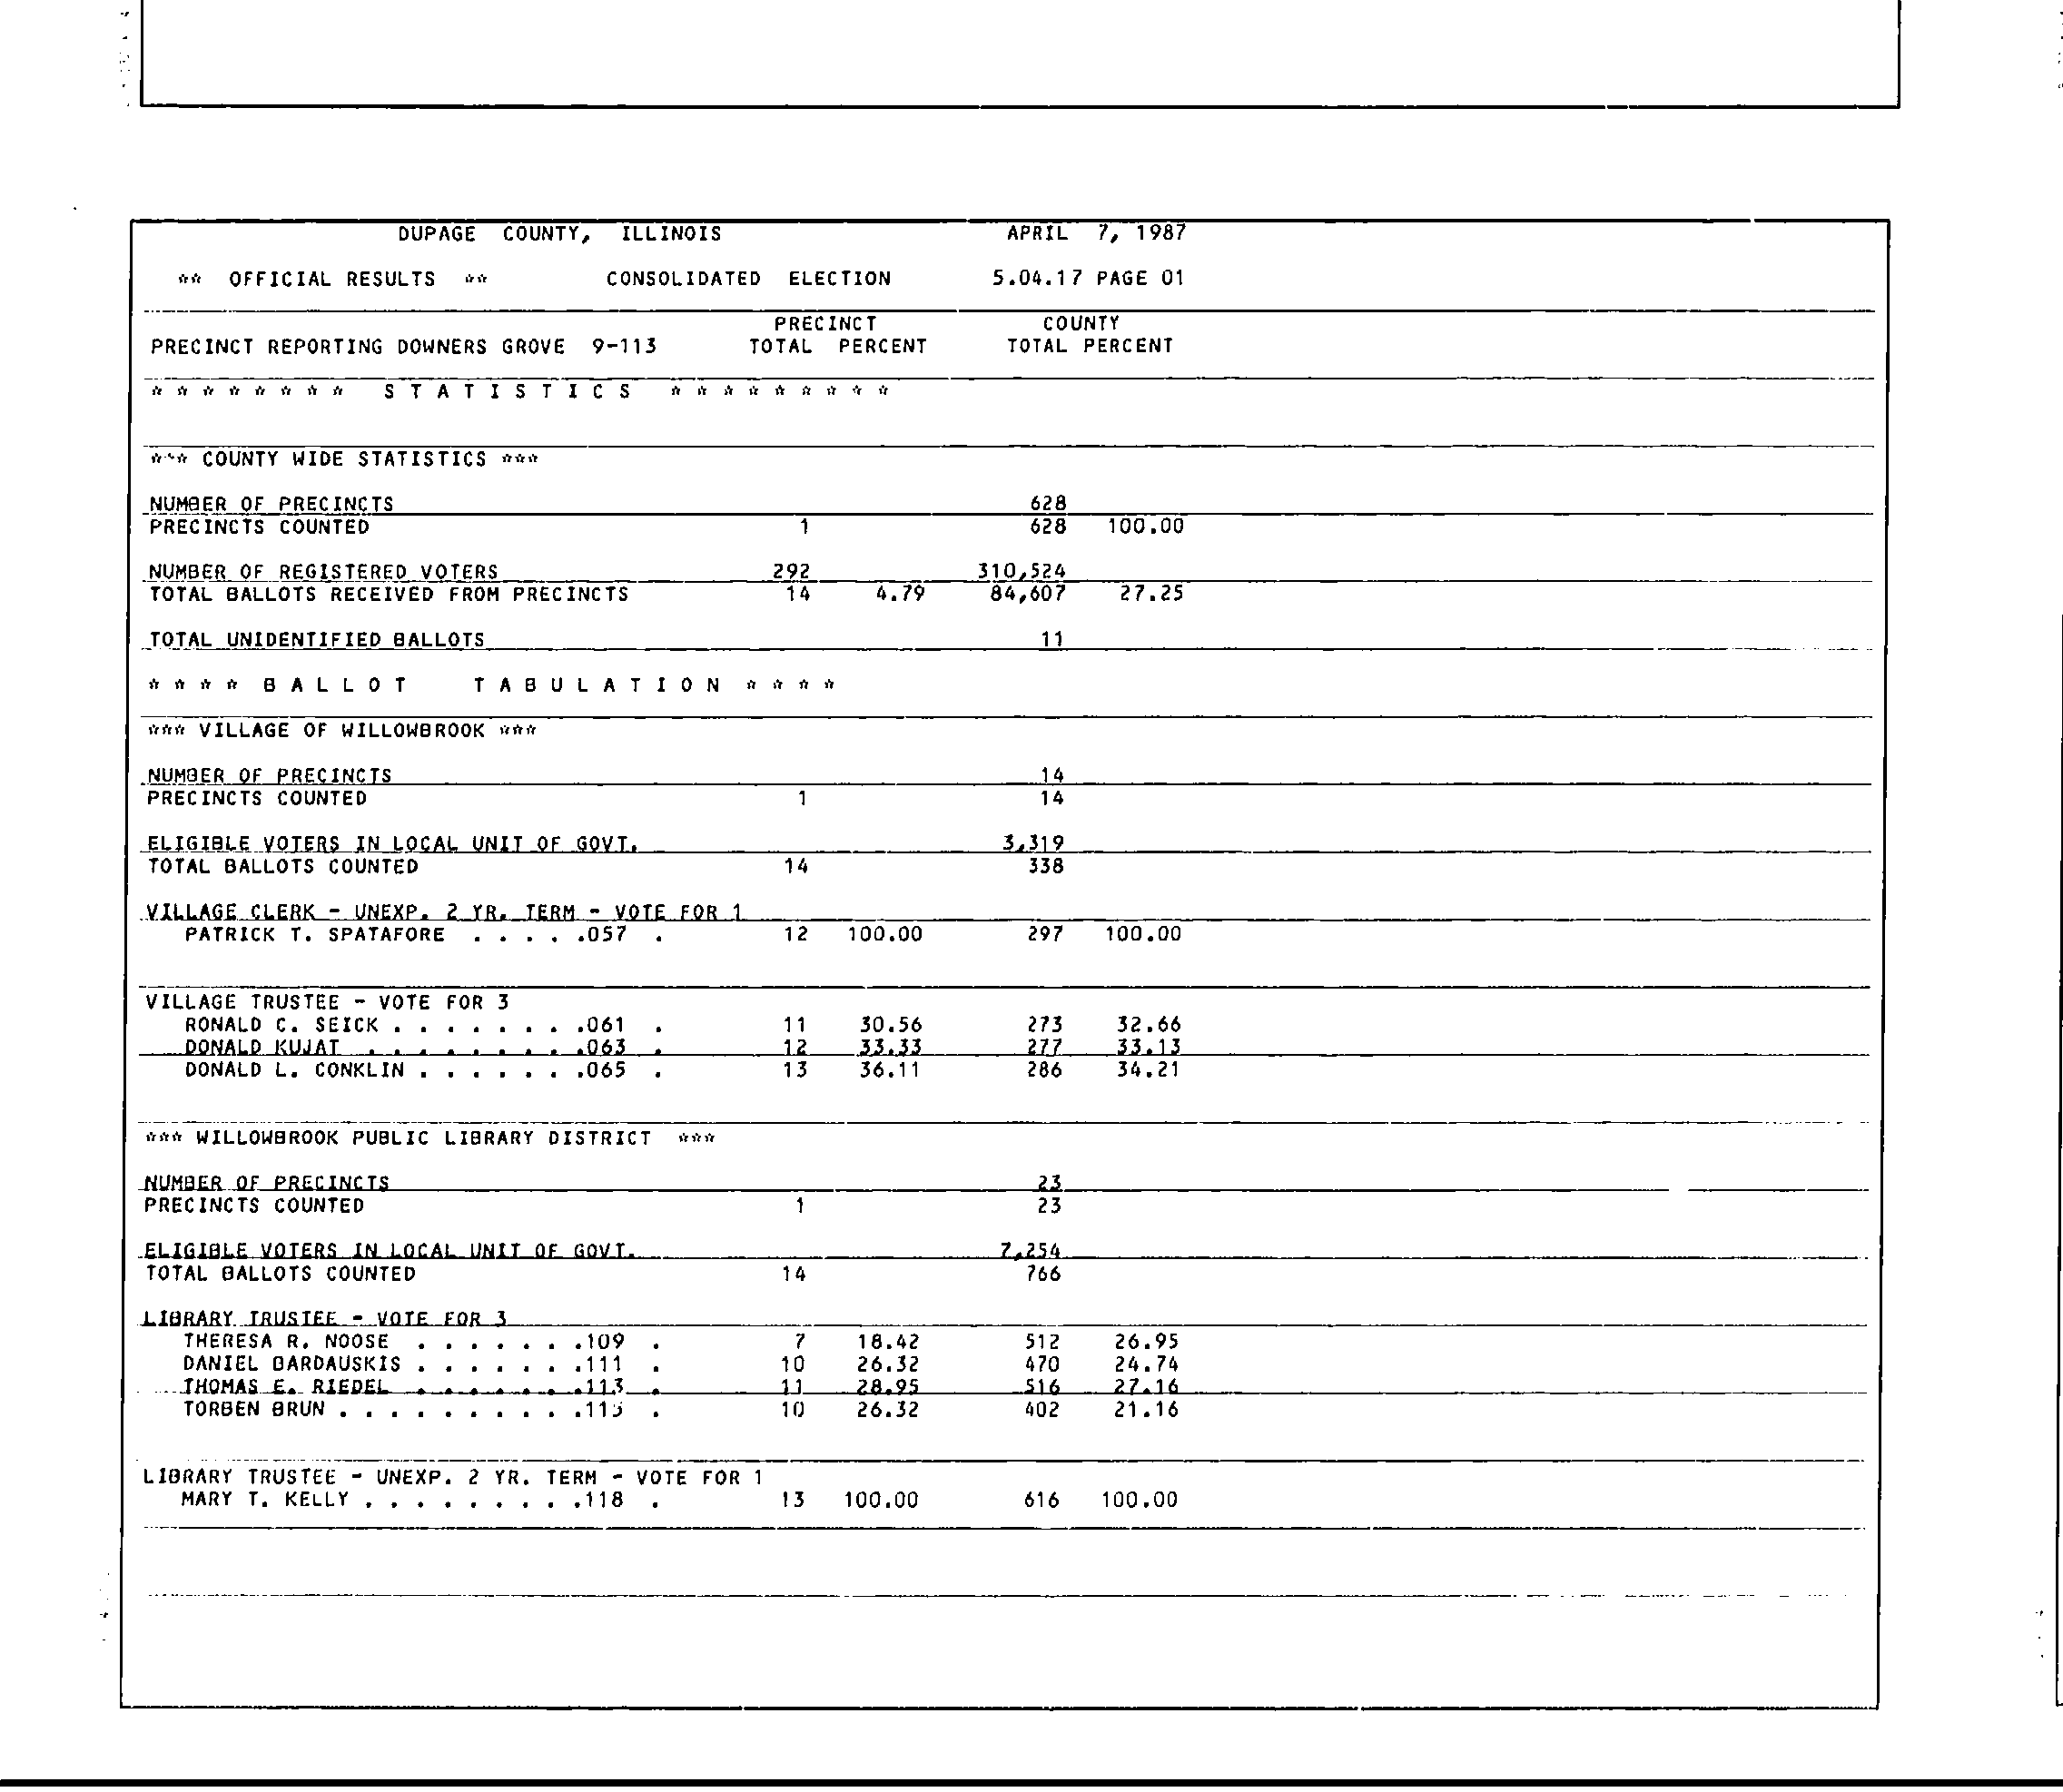 DUPAGE COUNTY, ILLINOIS APRIL 7, 1987
** OFFICIAL RESULTS ** CONSOLIDATED ELECTION 5.04.17 PAGE 01
PRECINCT COUNTY
PRECINCT REPORTING DOWNERS GROVE 9-113 TOTAL PERCENT TOTAL PERCENT
* * * * * * * * S T A T I S T I C S * * * * * * * * *
*** COUNTY WIDE STATISTICS ***
NUMBER OF PRECINCTS 628
PRECINCTS COUNTED 1 628 100.00
NUMBER OF REGISTERED VOTERS 292 310,524
TOTAL BALLOTS RECEIVED FROM PRECINCTS 14 4.79 84,607 27.25
TOTAL UNIDENTIFIED BALLOTS 11
* * * * B A L L O T T A B U L A T I O N * * * *
*** VILLAGE OF WILLOWBROOK ***
NUMBER OF PRECINCTS 14
PRECINCTS COUNTED 1 14
ELIGIBLE VOTERS IN LOCAL UNIT OF GOVT. 3,319
TOTAL BALLOTS COUNTED 14 338
VILLAGE CLERK - UNEXP. 2 YR. TERM - VOTE FOR 1
PATRICK T. SPATAFORE . . . . .057 . 12 100.00 297 100.00
VILLAGE TRUSTEE - VOTE FOR 3
RONALD C. SEICK . . . . . . . .061 . 11 30.56 273 32.66
DONALD KUJAT . . . . . . . . .063 . 12 33.33 277 33.13
DONALD L. CONKLIN . . . . . . .065 . 13 36.11 286 34.21
*** WILLOWBROOK PUBLIC LIBRARY DISTRICT ***
NUMBER OF PRECINCTS 23
PRECINCTS COUNTED 1 23
ELIGIBLE VOTERS IN LOCAL UNIT OF GOVT. 7,254
TOTAL BALLOTS COUNTED 14 766
LIBRARY TRUSTEE - VOTE FOR 3
THERESA R. NOOSE . . . . . . .109 . 7 18.42 512 26.95
DANIEL BARDAUSKIS . . . . . . .111 . 10 26.32 470 24.74
THOMAS E. RIEDEL . . . . . . .113 . 11 28.95 516 27.16
TORBEN BRUN . . . . . . . . . .115 . 10 26.32 402 21.16
LIBRARY TRUSTEE - UNEXP. 2 YR. TERM - VOTE FOR 1
MARY T. KELLY . . . . . . . . .118 . 13 100.00 616 100.00